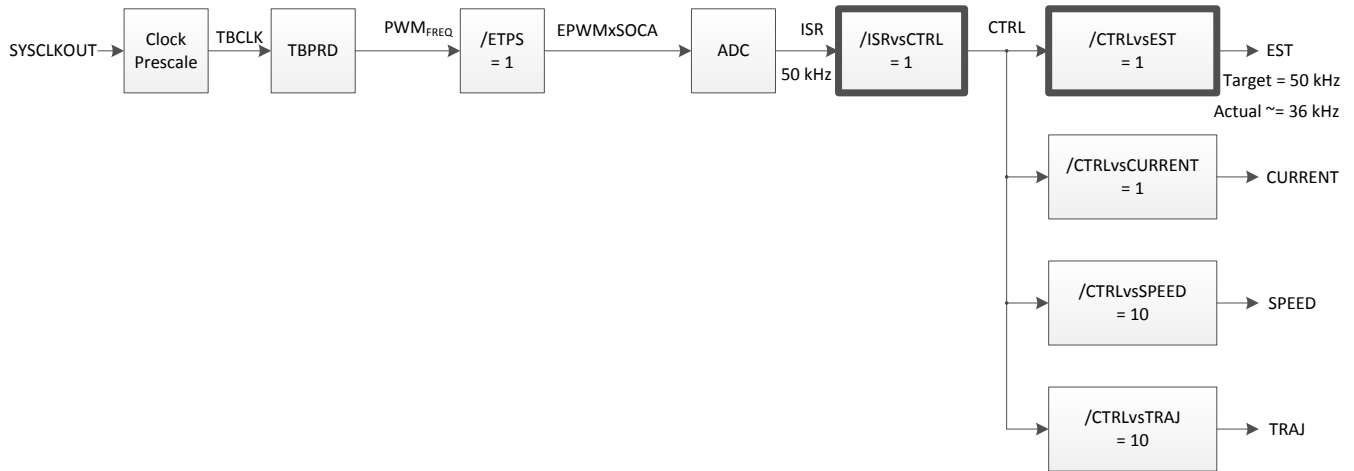 SYSCLKOUT
Clock
Prescale
TBCLK
TBPRD
PWMFREQ
/ETPS
= 1
EPWMxSOCA
ADC
ISR
50 kHz
/ISRvsCTRL
= 1
CTRL
/CTRLvsEST
= 1
EST
Target = 50 kHz
Actual ~= 36 kHz
/CTRLvsCURRENT
= 1
CURRENT
/CTRLvsSPEED
= 10
SPEED
/CTRLvsTRAJ
= 10
TRAJ